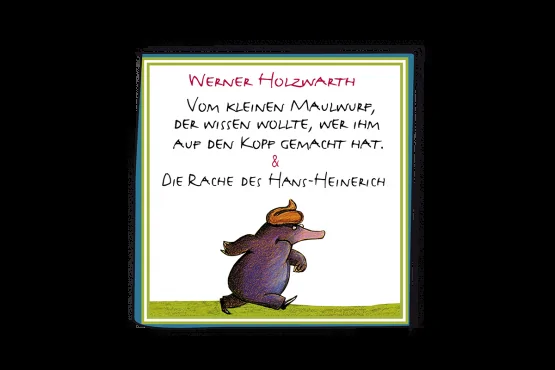 Werner Holzwarth
Vom kleinen Maulwurf,
der wissen wollte, wer ihm
auf den Kopf gemacht hat.
&
Die Rache des Hans-Heinerich